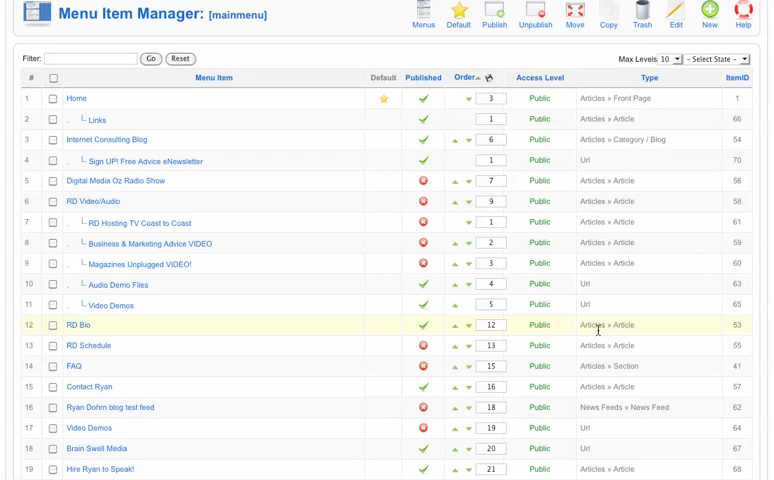 Menu Item Manager: [mainmenu]
Menus Default Publish Unpublish Move Copy Trash Edit New Help
Filter: Go Reset Max Levels 10 - Select State -
# Menu Item Default Published Order Access Level Type ItemID
1 Home 3 Public Articles » Front Page 1
2 . Links 1 Public Articles » Article 66
3 Internet Consulting Blog 6 Public Articles » Category / Blog 54
4 . Sign UP! Free Advice eNewsletter 1 Public Url 70
5 Digital Media Oz Radio Show 7 Public Articles » Article 56
6 RD Video/Audio 9 Public Articles » Article 58
7 . RD Hosting TV Coast to Coast 1 Public Articles » Article 61
8 . Business & Marketing Advice VIDEO 2 Public Articles » Article 59
9 . Magazines Unplugged VIDEO! 3 Public Articles » Article 60
10 . Audio Demo Files 4 Public Url 63
11 . Video Demos 5 Public Url 65
12 RD Bio 12 Public Articles » Article 53
13 RD Schedule 13 Public Articles » Article 55
14 FAQ 15 Public Articles » Section 41
15 Contact Ryan 16 Public Articles » Article 57
16 Ryan Dohrn blog test feed 18 Public News Feeds » News Feed 62
17 Video Demos 19 Public Url 64
18 Brain Swell Media 20 Public Url 67
19 Hire Ryan to Speak! 21 Public Articles » Article 68